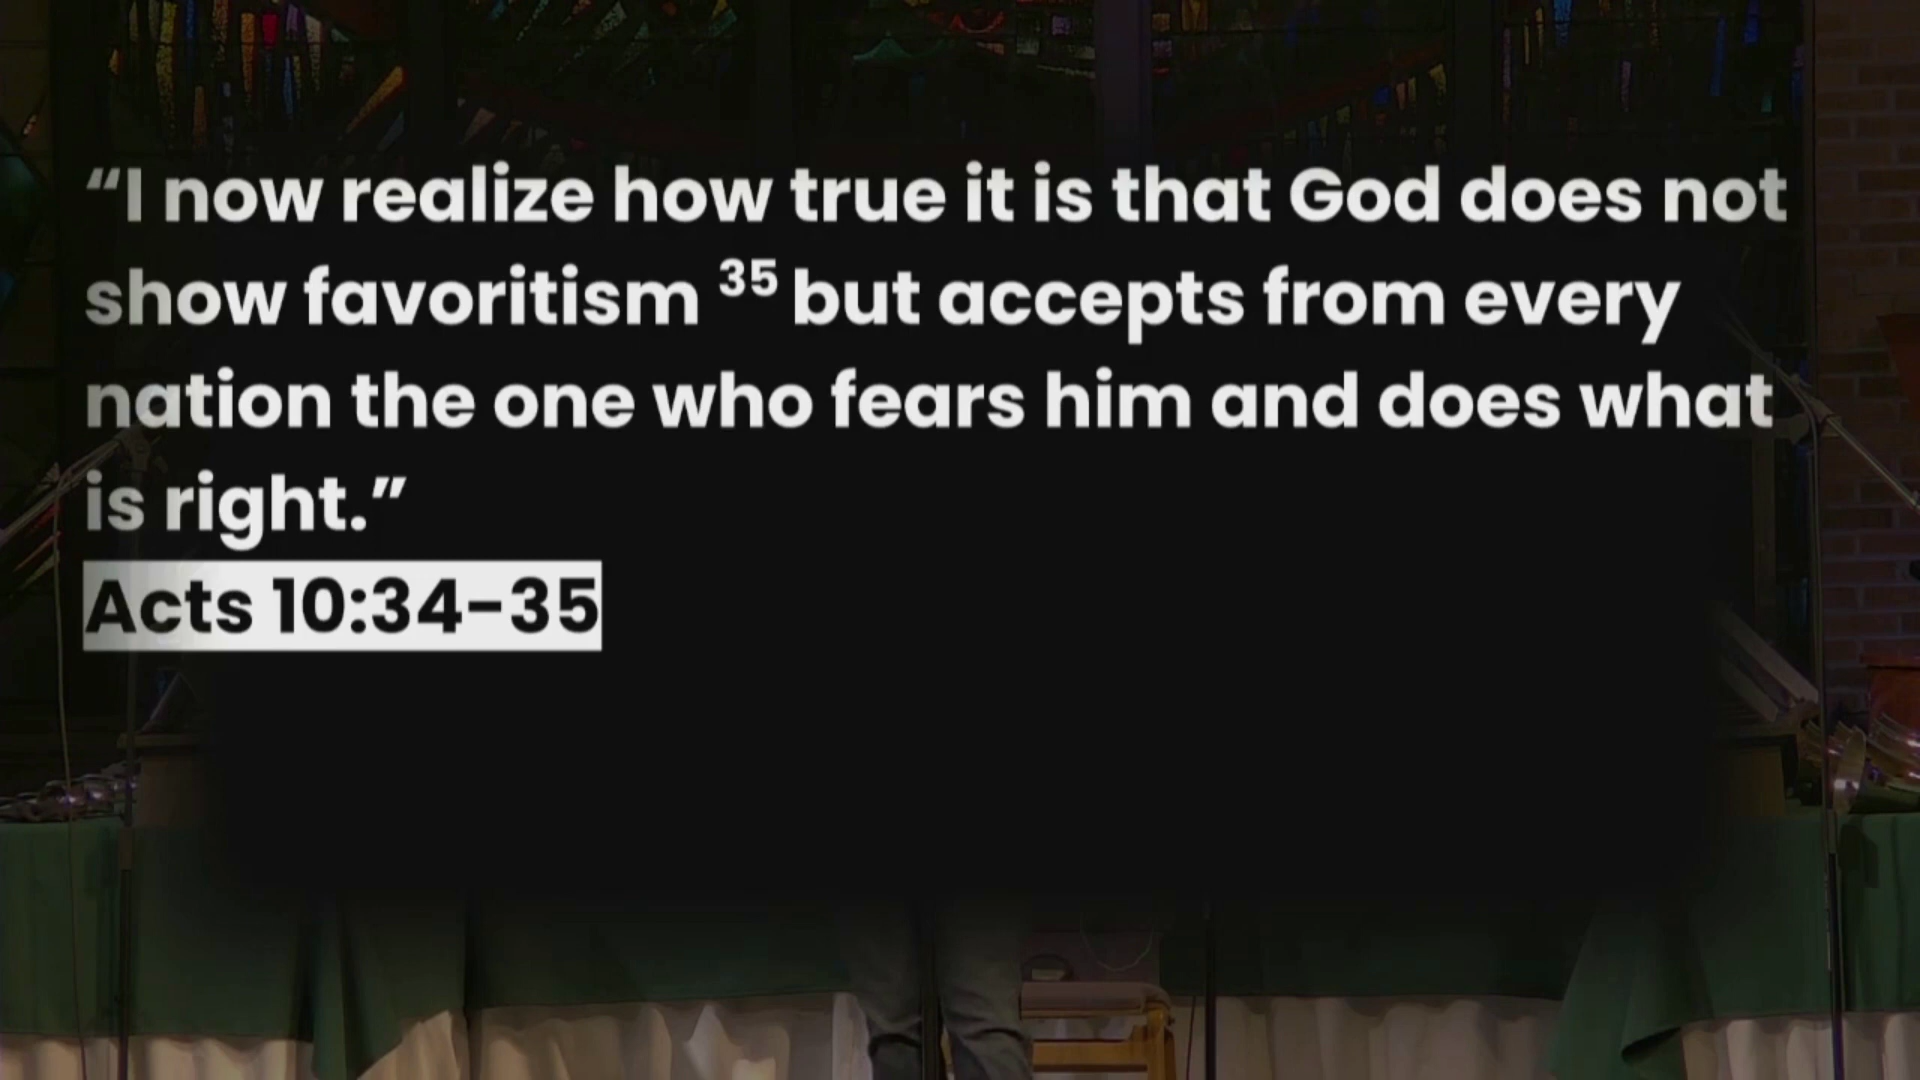 “I now realize how true it is that God does not
show favoritism ³⁵ but accepts from every
nation the one who fears him and does what
is right.”
Acts 10:34–35